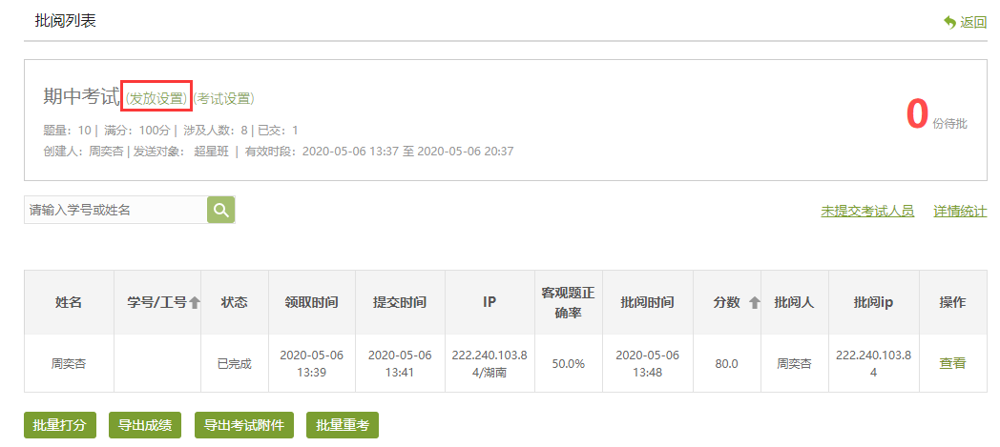 批阅列表
返回
期中考试 (发放设置) (考试设置)
题量：10 | 满分：100分 | 涉及人数：8 | 已交：1
创建人：周奕杏 | 发送对象： 超星班 | 有效时段：2020-05-06 13:37 至 2020-05-06 20:37
0 份待批
请输入学号或姓名
未提交考试人员 详情统计
姓名 学号/工号 状态 领取时间 提交时间 IP 客观题正 批阅时间 分数 批阅人 批阅ip 操作
确率
周奕杏 已完成 2020-05-06 2020-05-06 222.240.103.8 50.0% 2020-05-06 80.0 周奕杏 222.240.103.8 查看
13:39 13:41 4/湖南 13:48 4
批量打分 导出成绩 导出考试附件 批量重考